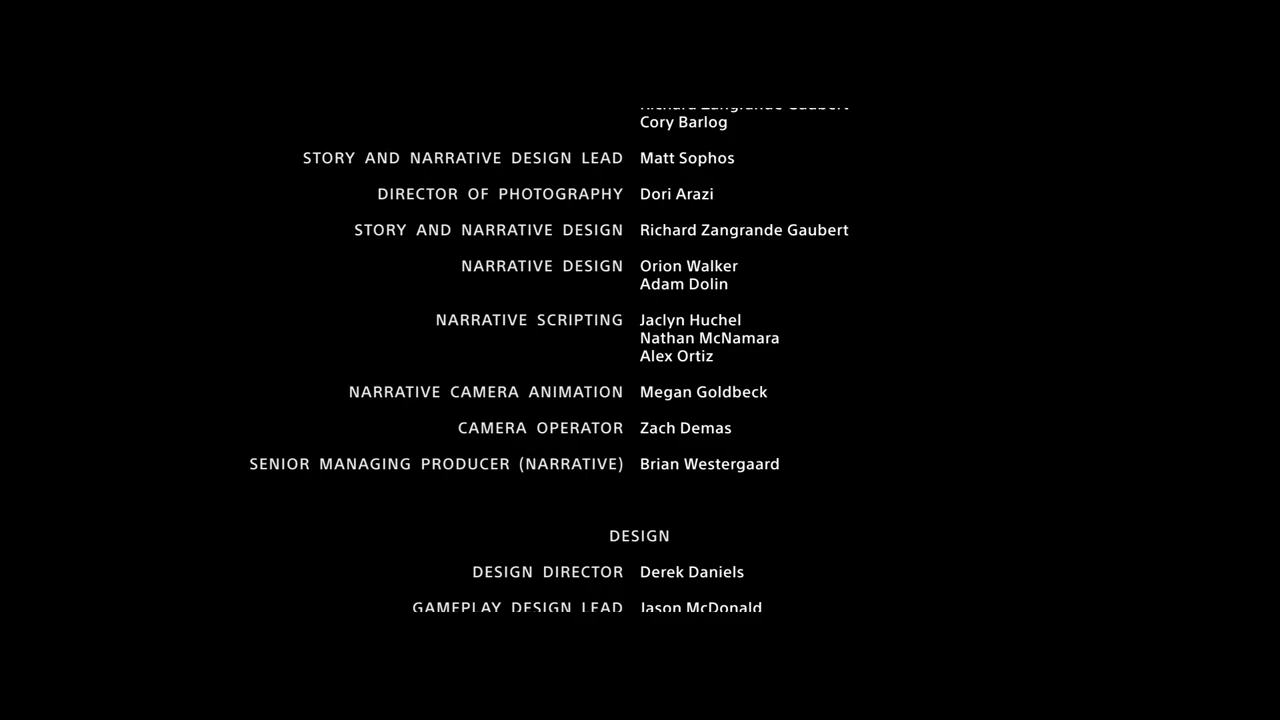 Richard Zangrande Gaubert
Cory Barlog
STORY AND NARRATIVE DESIGN LEAD Matt Sophos
DIRECTOR OF PHOTOGRAPHY Dori Arazi
STORY AND NARRATIVE DESIGN Richard Zangrande Gaubert
NARRATIVE DESIGN Orion Walker
Adam Dolin
NARRATIVE SCRIPTING Jaclyn Huchel
Nathan McNamara
Alex Ortiz
NARRATIVE CAMERA ANIMATION Megan Goldbeck
CAMERA OPERATOR Zach Demas
SENIOR MANAGING PRODUCER (NARRATIVE) Brian Westergaard
DESIGN
DESIGN DIRECTOR Derek Daniels
GAMEPLAY DESIGN LEAD Jason McDonald